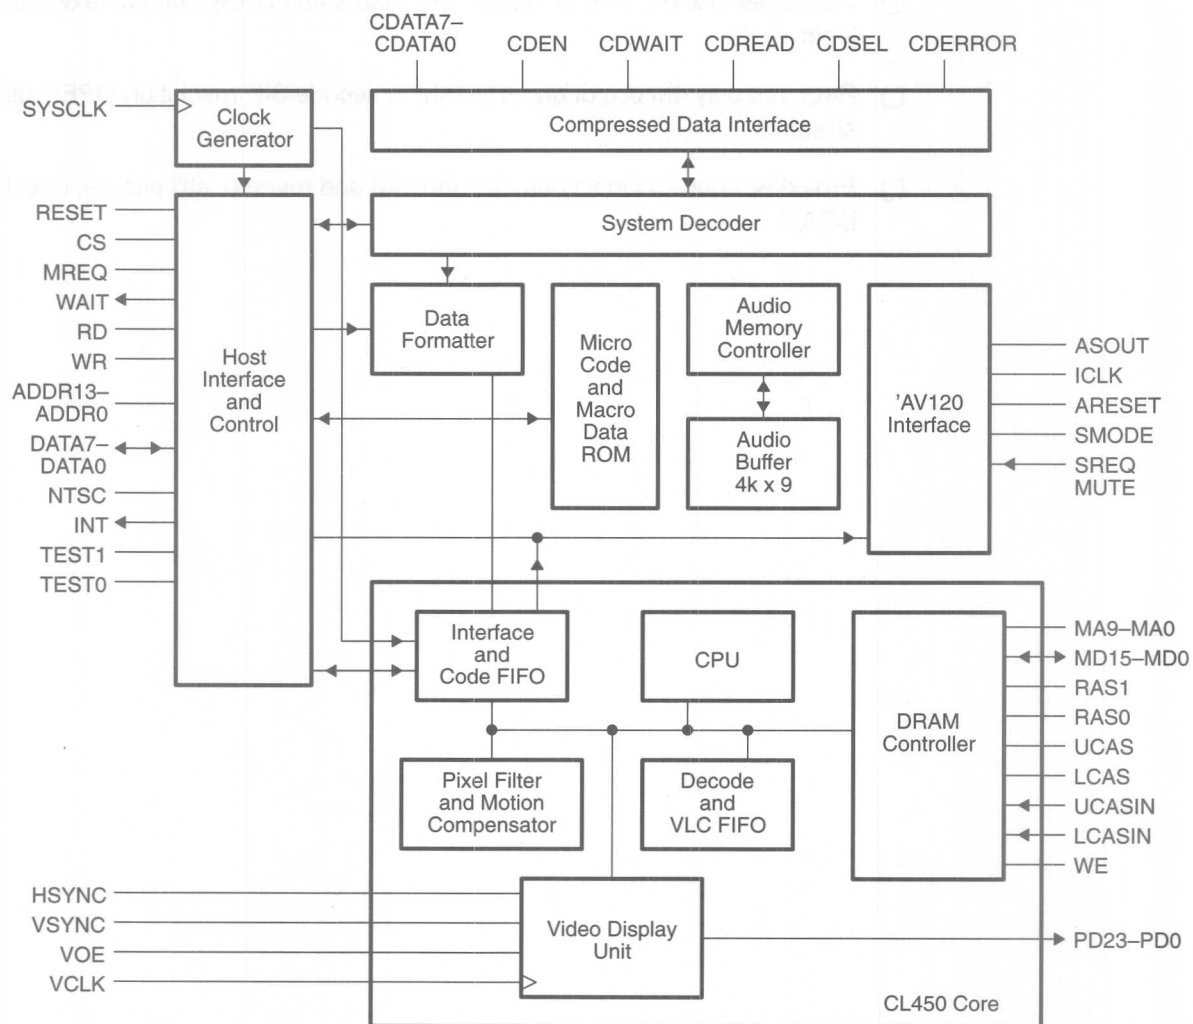 CDATA7–
CDATA0
CDEN
CDWAIT
CDREAD
CDSEL
CDERROR
SYSCLK
Clock
Generator
Compressed Data Interface
RESET
CS
MREQ
WAIT
RD
WR
ADDR13–
ADDR0
DATA7–
DATA0
NTSC
INT
TEST1
TEST0
Host
Interface
and
Control
System Decoder
Data
Formatter
Micro
Code
and
Macro
Data
ROM
Audio
Memory
Controller
Audio
Buffer
4k x 9
'AV120
Interface
ASOUT
ICLK
ARESET
SMODE
SREQ
MUTE
Interface
and
Code FIFO
CPU
DRAM
Controller
MA9–MA0
MD15–MD0
RAS1
RAS0
UCAS
LCAS
UCASIN
LCASIN
WE
Pixel Filter
and Motion
Compensator
Decode
and
VLC FIFO
HSYNC
VSYNC
VOE
VCLK
Video Display
Unit
PD23–PD0
CL450 Core